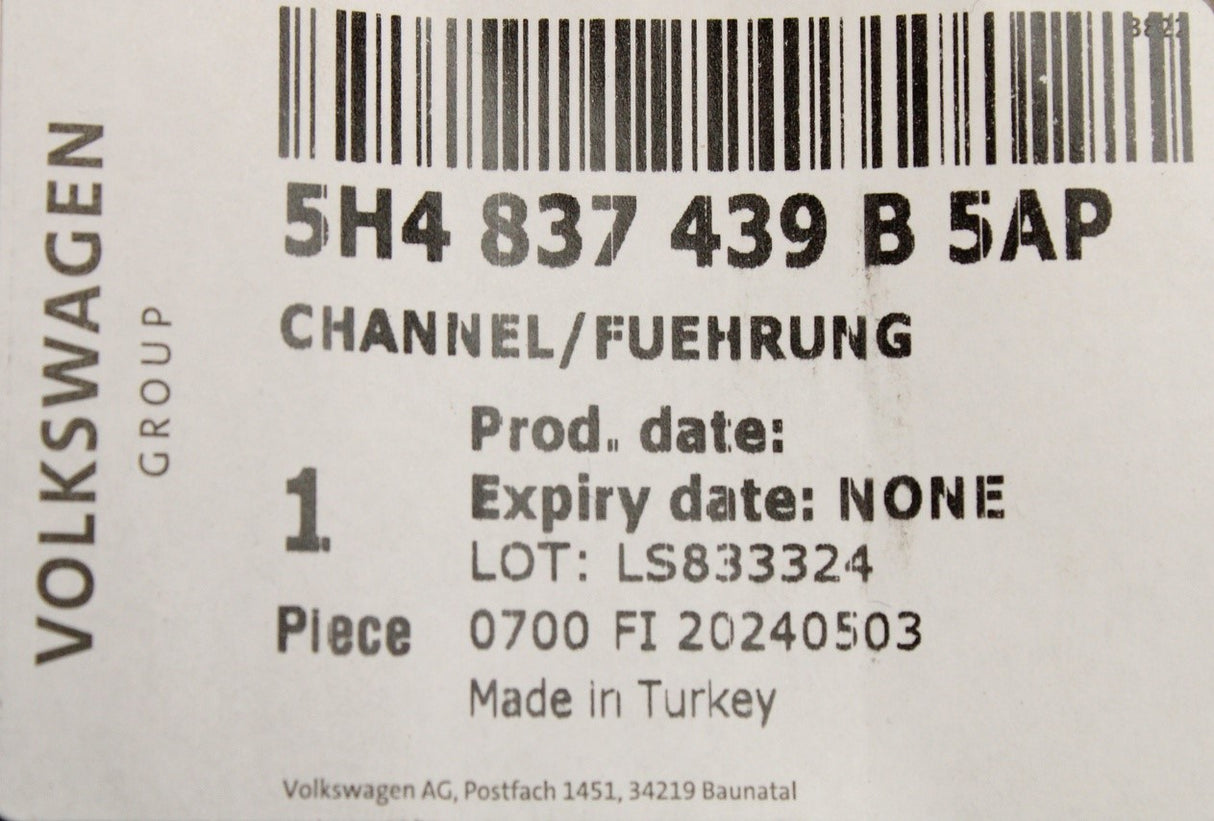 VOLKSWAGEN
GROUP
5H4 837 439 B 5AP
CHANNEL/FUEHRUNG
Prod. date:
Expiry date: NONE
LOT: LS833324
1
Piece
0700 FI 20240503
Made in Turkey
Volkswagen AG, Postfach 1451, 34219 Baunatal